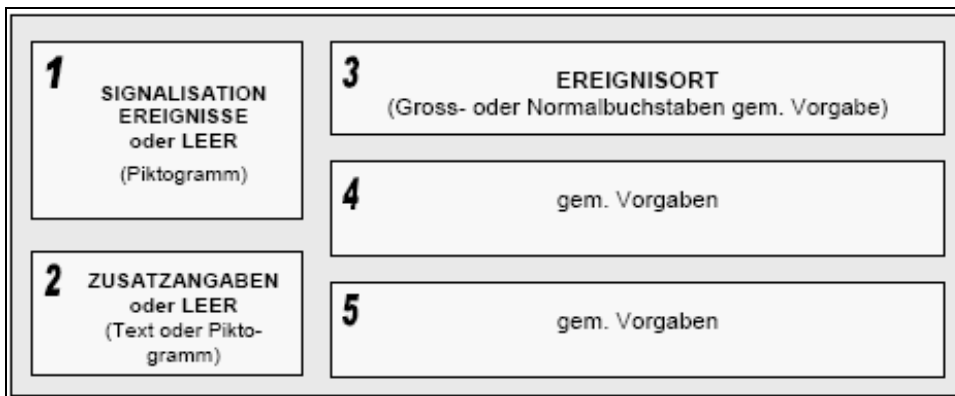 1
SIGNALISATION
EREIGNISSE
oder LEER
(Piktogramm)
2
ZUSATZANGABEN
oder LEER
(Text oder Pikto-
gramm)
3
EREIGNISORT
(Gross- oder Normalbuchstaben gem. Vorgabe)
4
gem. Vorgaben
5
gem. Vorgaben